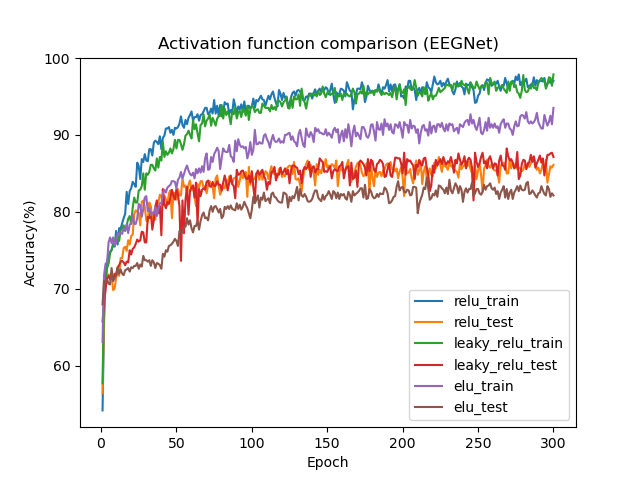 Activation function comparison (EEGNet)
Accuracy(%)
100
90
80
70
60
0 50 100 150 200 250 300
Epoch
relu_train
relu_test
leaky_relu_train
leaky_relu_test
elu_train
elu_test